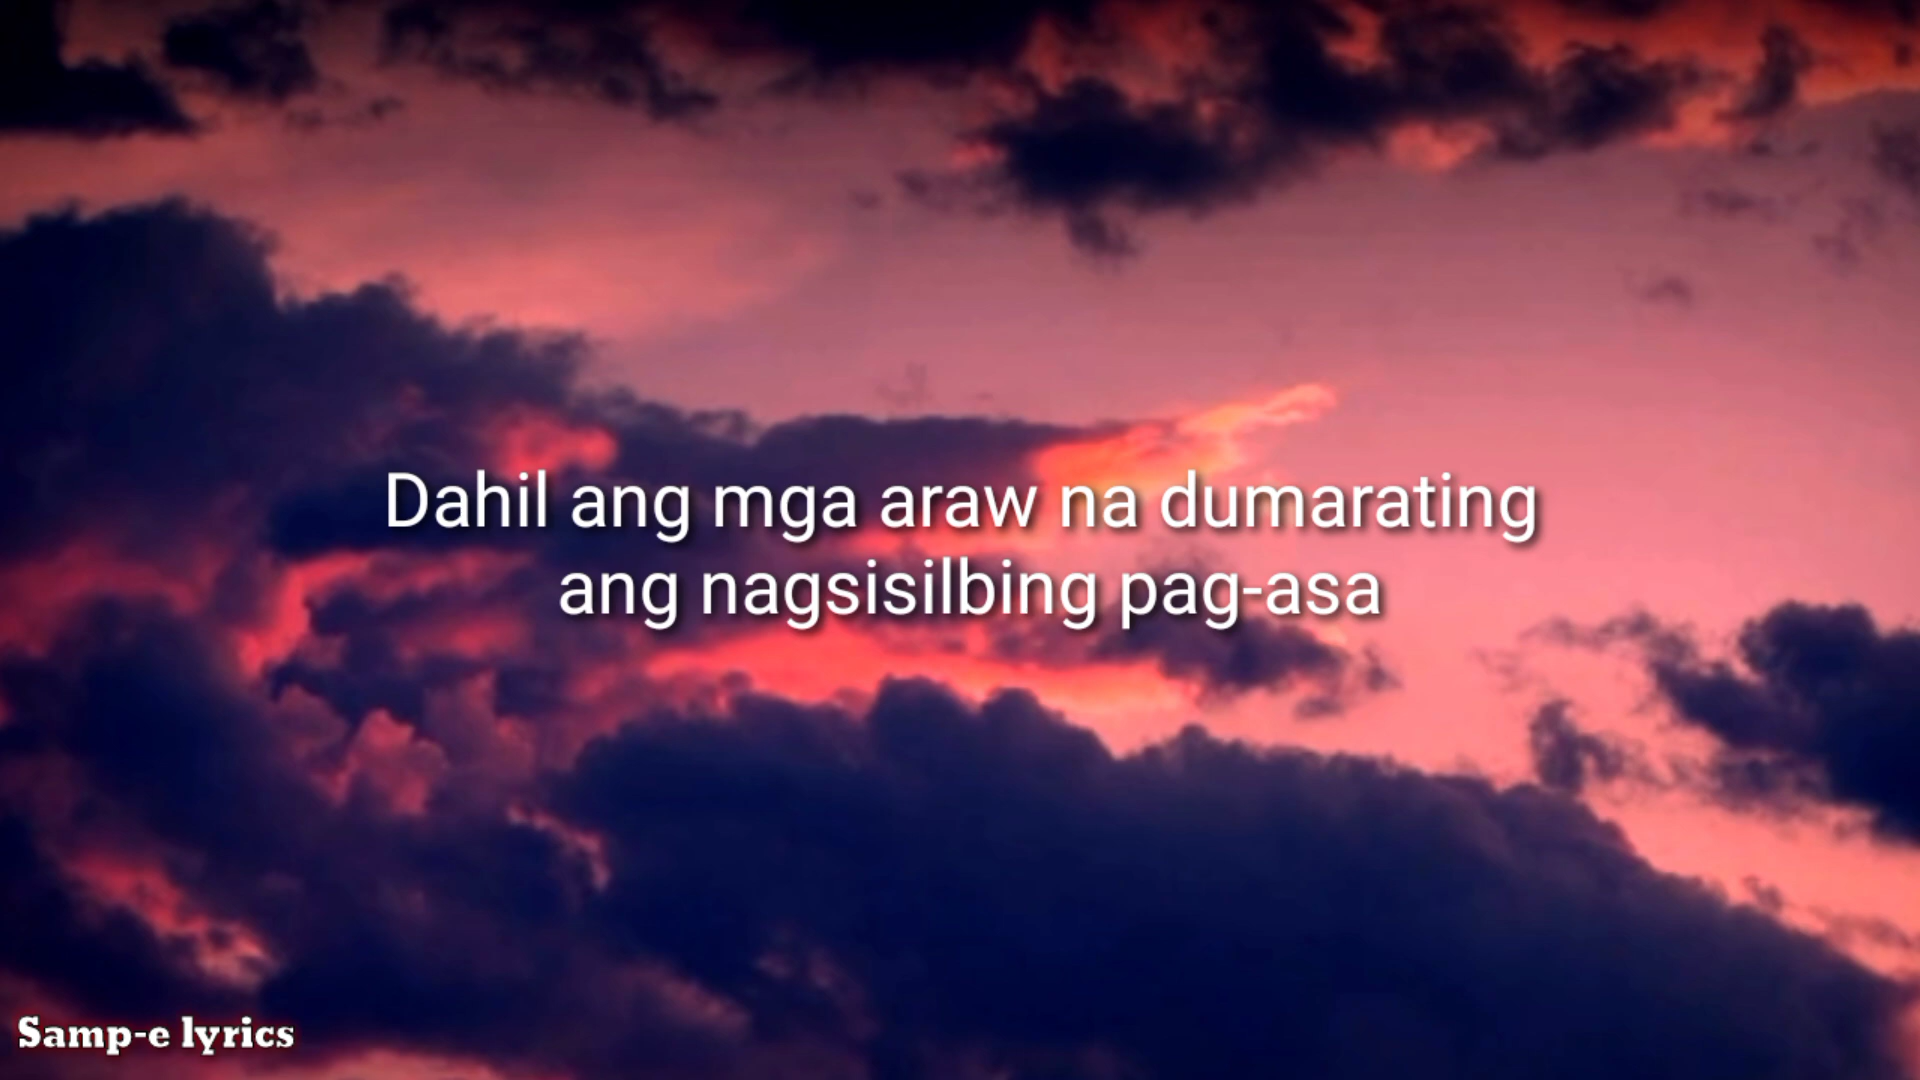 Dahil ang mga araw na dumarating
ang nagsisilbing pag-asa
Samp-e lyrics